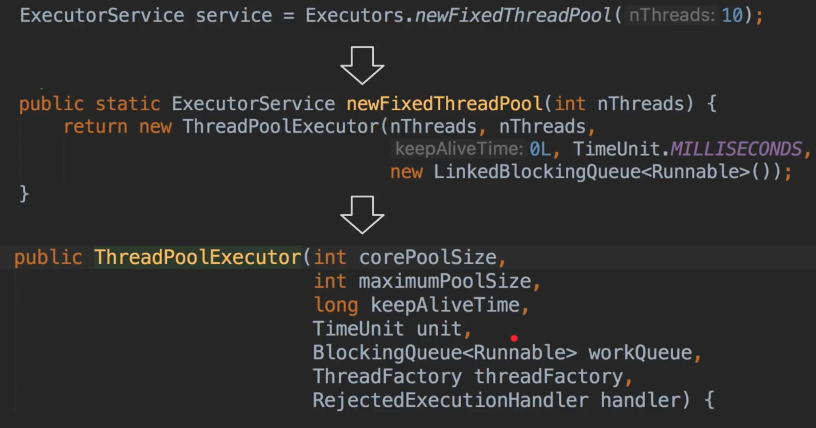 ExecutorService service = Executors.newFixedThreadPool( nThreads: 10);
public static ExecutorService newFixedThreadPool(int nThreads) {
return new ThreadPoolExecutor(nThreads, nThreads,
keepAliveTime: 0L, TimeUnit.MILLISECONDS,
new LinkedBlockingQueue<Runnable>());
}
public ThreadPoolExecutor(int corePoolSize,
int maximumPoolSize,
long keepAliveTime,
TimeUnit unit,
BlockingQueue<Runnable> workQueue,
ThreadFactory threadFactory,
RejectedExecutionHandler handler) {